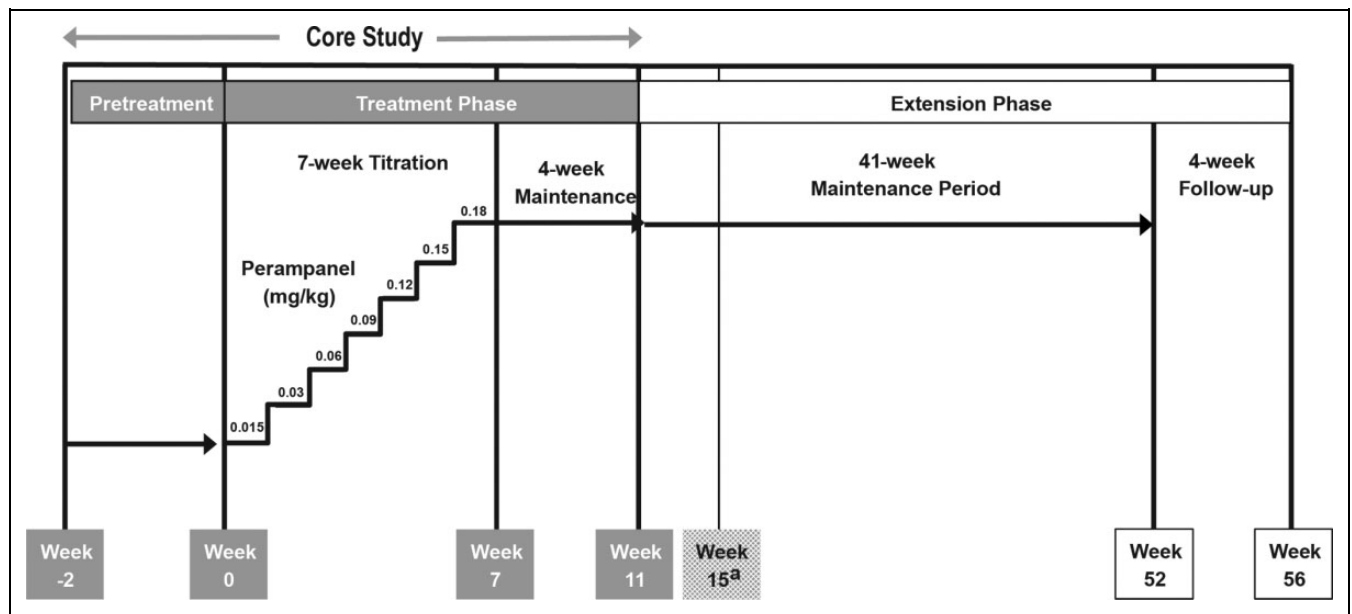 Core Study
Pretreatment
Treatment Phase
Extension Phase
7-week Titration
4-week
Maintenance
41-week
Maintenance Period
4-week
Follow-up
Perampanel
(mg/kg)
0.015
0.03
0.06
0.09
0.12
0.15
0.18
Week
-2
Week
0
Week
7
Week
11
Week
15a
Week
52
Week
56